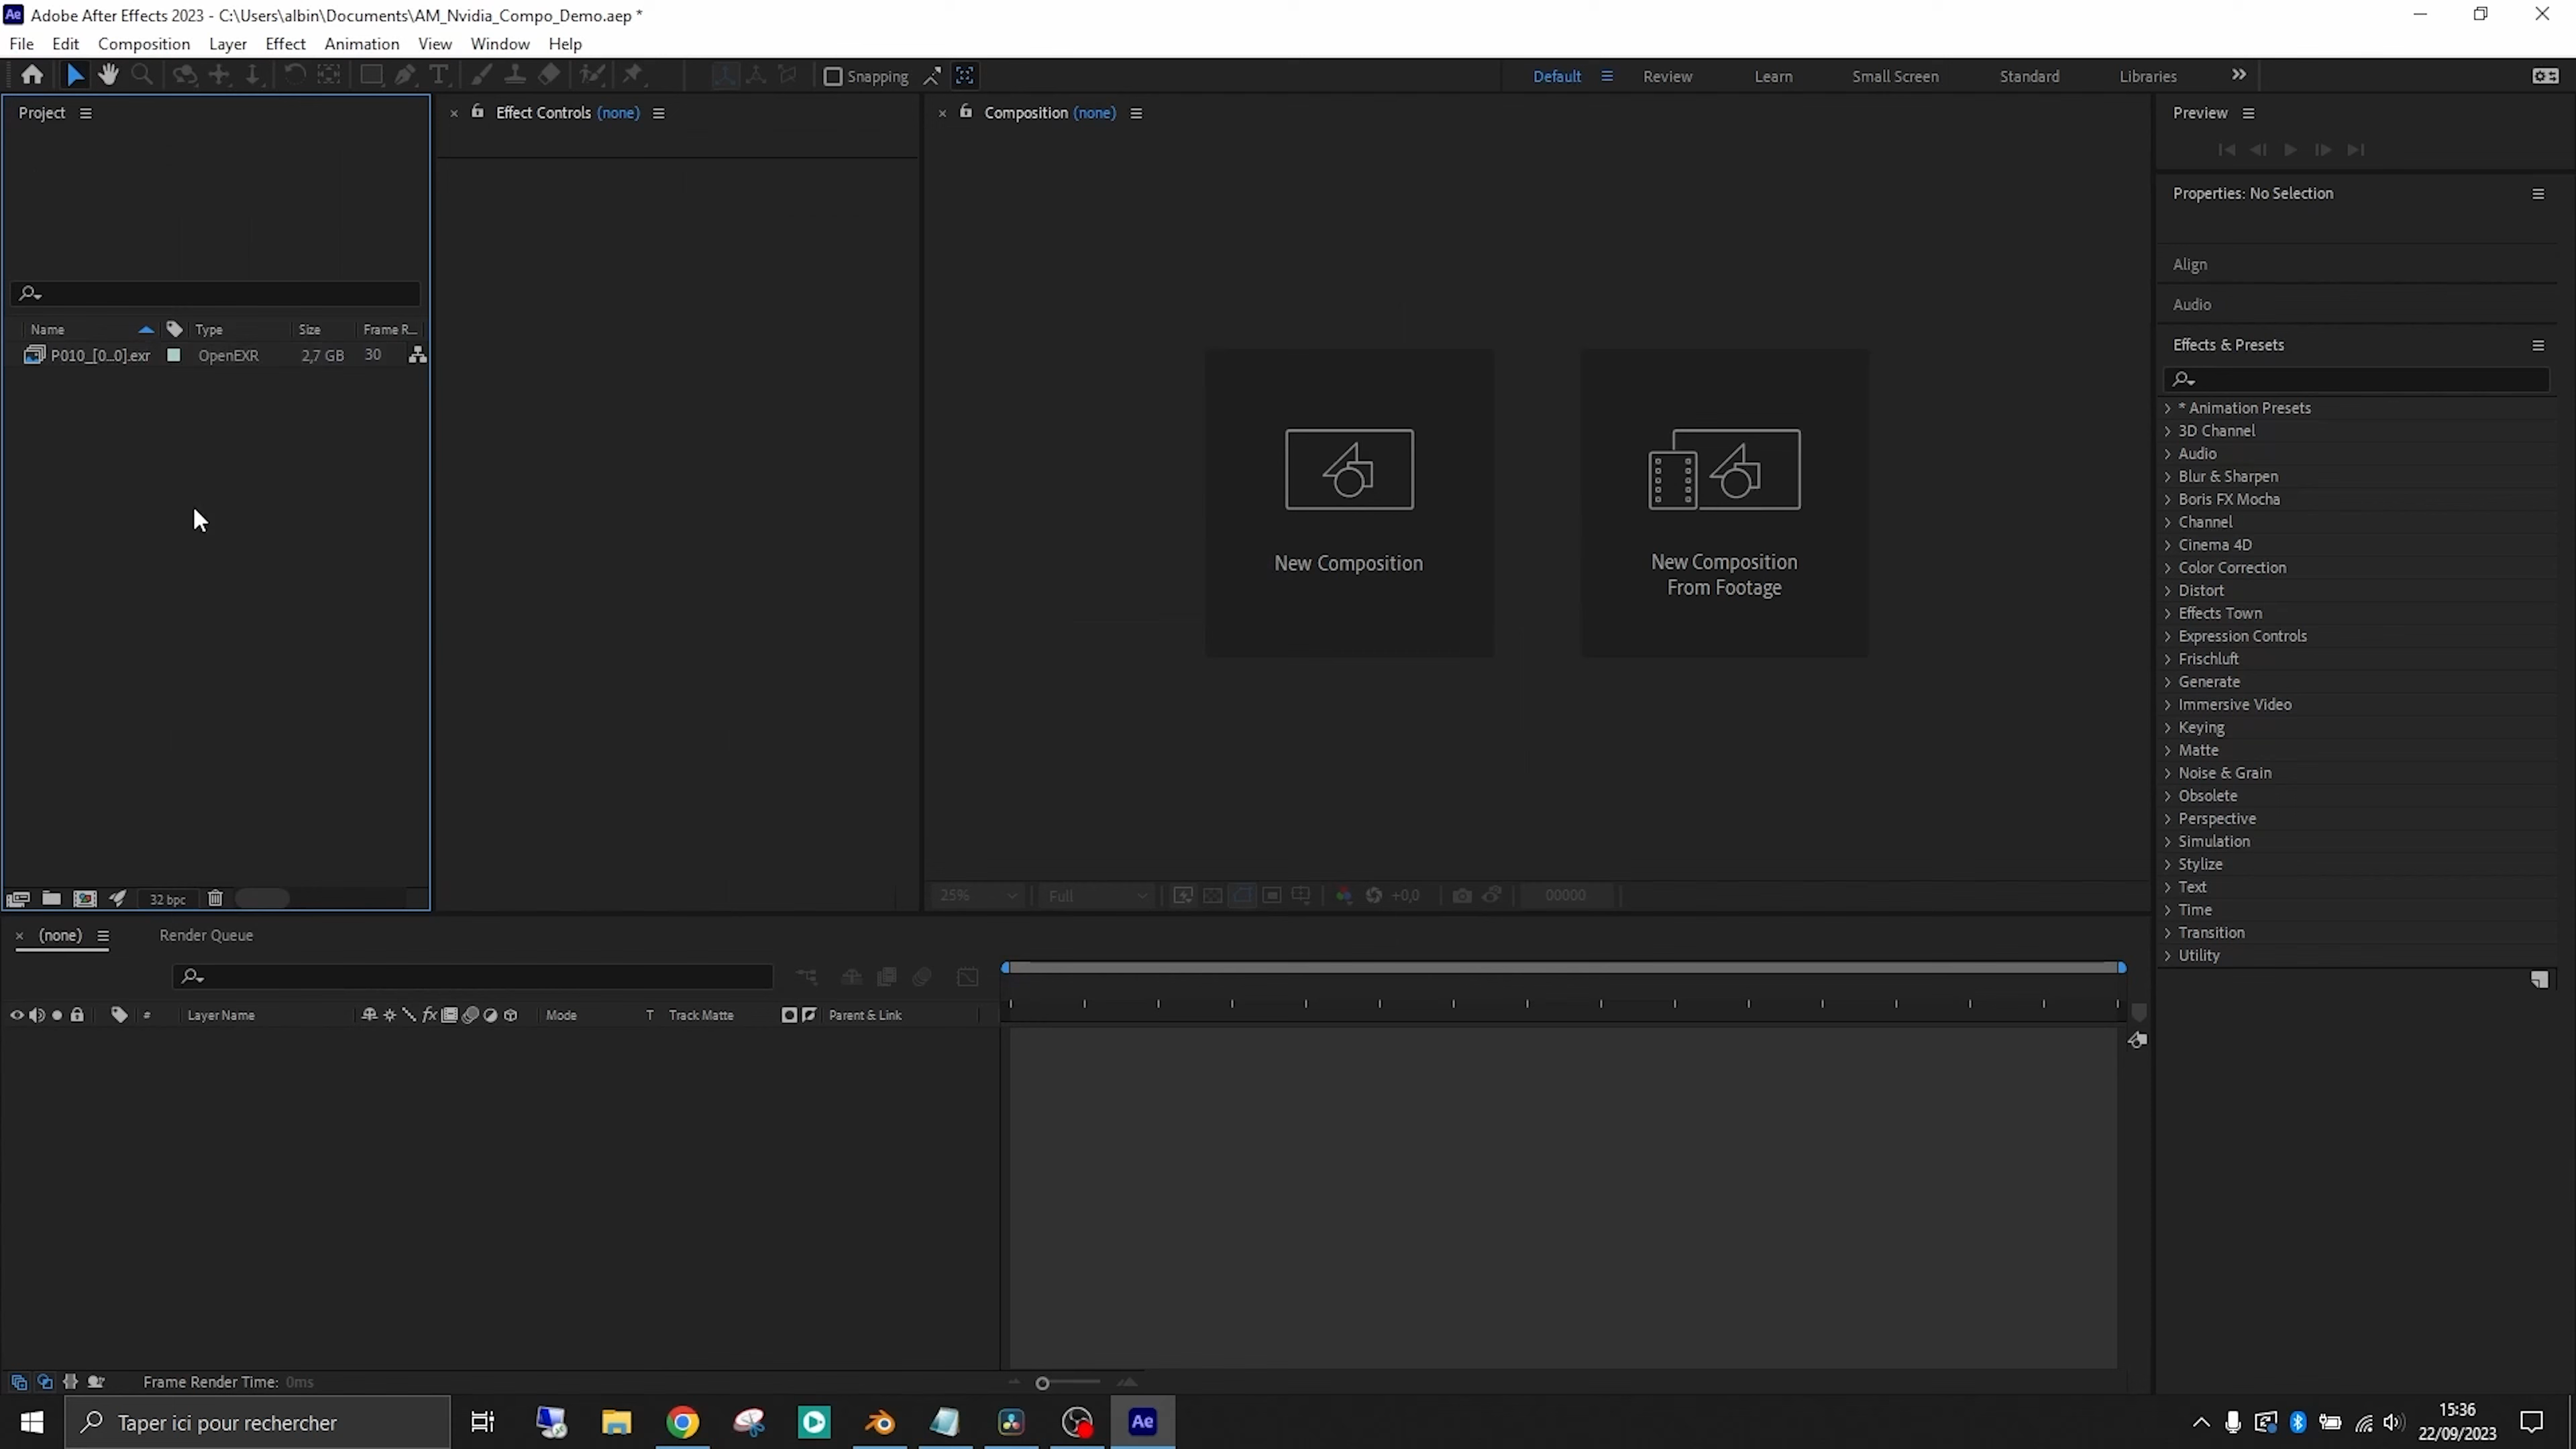 Ae Adobe After Effects 2023 - C:\Users\albin\Documents\AM_Nvidia_Compo_Demo.aep *
File Edit Composition Layer Effect Animation View Window Help
Snapping Default Review Learn Small Screen Standard Libraries
Project
Effect Controls (none)
Composition (none)
Preview
Properties: No Selection
Align
Audio
Name Type Size Frame R...
P010_[0...0].exr OpenEXR 2,7 GB 30
New Composition
New Composition
From Footage
Effects & Presets
* Animation Presets
3D Channel
Audio
Blur & Sharpen
Boris FX Mocha
Channel
Cinema 4D
Color Correction
Distort
Effects Town
Expression Controls
Frischluft
Generate
Immersive Video
Keying
Matte
Noise & Grain
Obsolete
Perspective
Simulation
Stylize
Text
Time
Transition
Utility
32 bpc
25% Full +0,0 00000
(none) Render Queue
# Layer Name fx Mode T Track Matte Parent & Link
Frame Render Time: 0ms
Taper ici pour rechercher
Ae
15:36
22/09/2023